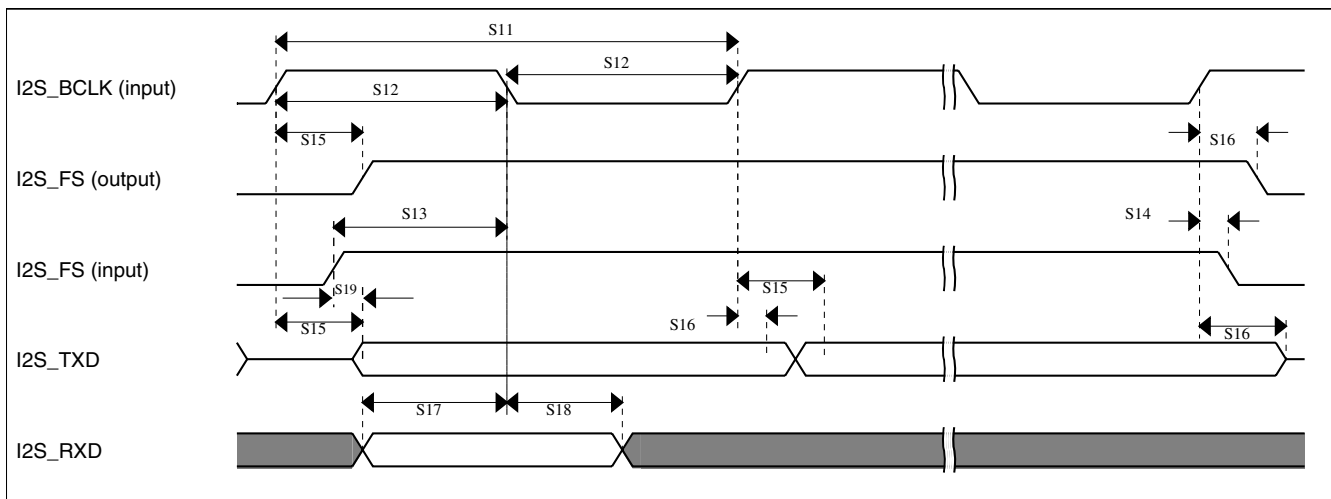 S11
I2S_BCLK (input)
S12
S12
S15
S16
I2S_FS (output)
S13
S14
I2S_FS (input)
S19
S15
S15
S16
S16
I2S_TXD
S17
S18
I2S_RXD